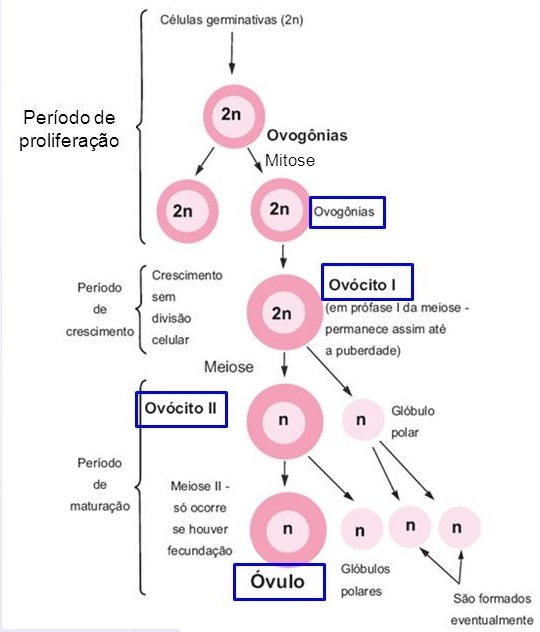 Células germinativas (2n)
2n
Período de
proliferação
Ovogônias
Mitose
2n
2n
Ovogônias
Período
de
crescimento
Crescimento
sem
divisão
celular
2n
Ovócito I
(em prófase I da meiose -
permanece assim até
a puberdade)
Meiose
Ovócito II
n
n
Glóbulo
polar
Período
de
maturação
Meiose II -
só ocorre
se houver
fecundação
n
n
n
n
Óvulo
Glóbulos
polares
São formados
eventualmente